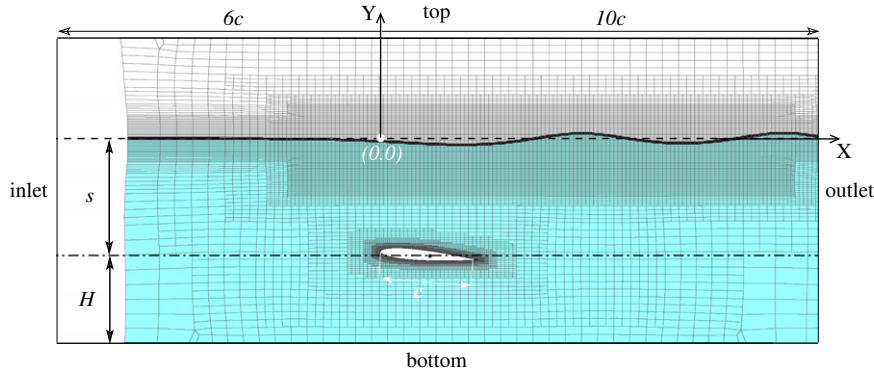 6c
Y
top
10c
(0.0)
X
inlet
s
outlet
c
H
bottom